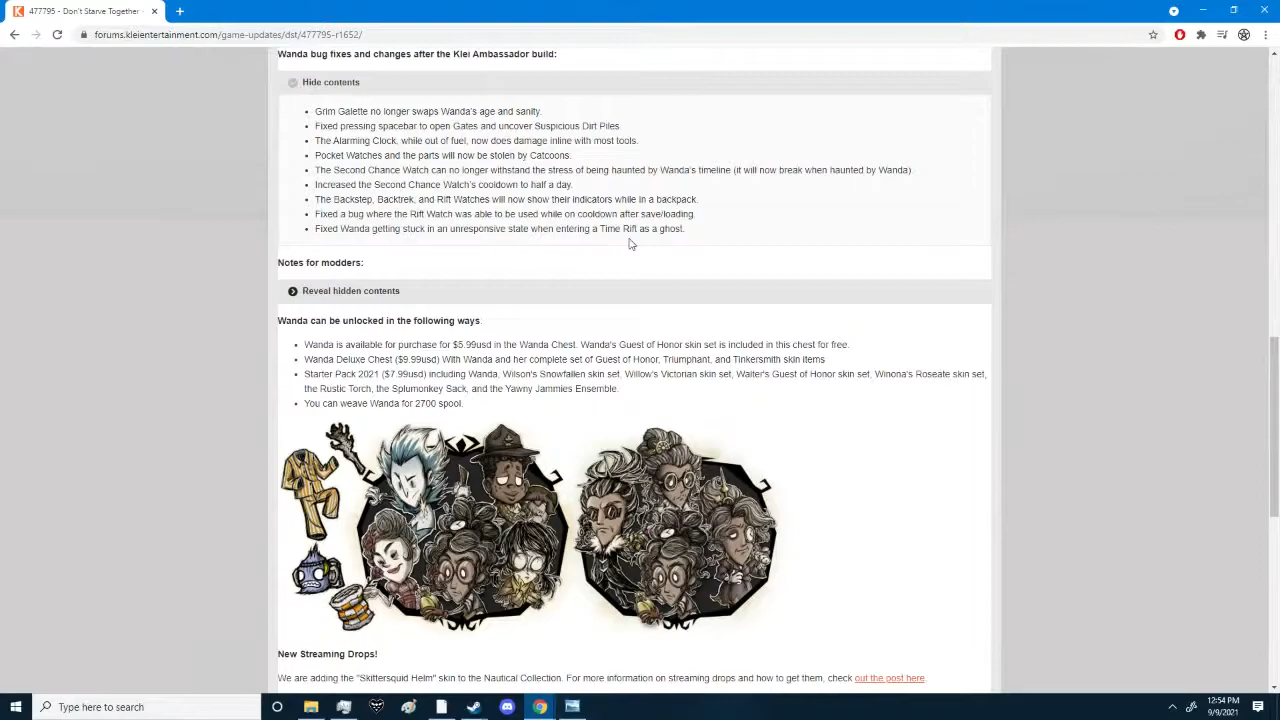 477795 - Don't Starve Together -
forums.kleientertainment.com/game-updates/dst/477795-r1652/
Wanda bug fixes and changes after the Klei Ambassador build:
Hide contents
Grim Galette no longer swaps Wanda's age and sanity.
Fixed pressing spacebar to open Gates and uncover Suspicious Dirt Piles
The Alarming Clock, while out of fuel, now does damage inline with most tools.
Pocket Watches and the parts will now be stolen by Catcoons.
The Second Chance Watch can no longer withstand the stress of being haunted by Wanda's timeline (it will now break when haunted by Wanda).
Increased the Second Chance Watch's cooldown to half a day.
The Backstep, Backtrek, and Rift Watches will now show their indicators while in a backpack.
Fixed a bug where the Rift Watch was able to be used while on cooldown after save/loading.
Fixed Wanda getting stuck in an unresponsive state when entering a Time Rift as a ghost.
Notes for modders:
Reveal hidden contents
Wanda can be unlocked in the following ways.
Wanda is available for purchase for $5.99usd in the Wanda Chest. Wanda's Guest of Honor skin set is included in this chest for free.
Wanda Deluxe Chest ($9.99usd) With Wanda and her complete set of Guest of Honor, Triumphant, and Tinkersmith skin items
Starter Pack 2021 ($7.99usd) including Wanda, Wilson's Snowfallen skin set, Willow's Victorian skin set, Walter's Guest of Honor skin set, Winona's Roseate skin set,
the Rustic Torch, the Splumonkey Sack, and the Yawny Jammies Ensemble.
You can weave Wanda for 2700 spool.
New Streaming Drops!
We are adding the "Skittersquid Helm" skin to the Nautical Collection. For more information on streaming drops and how to get them, check out the post here.
Type here to search
12:54 PM
9/9/2021